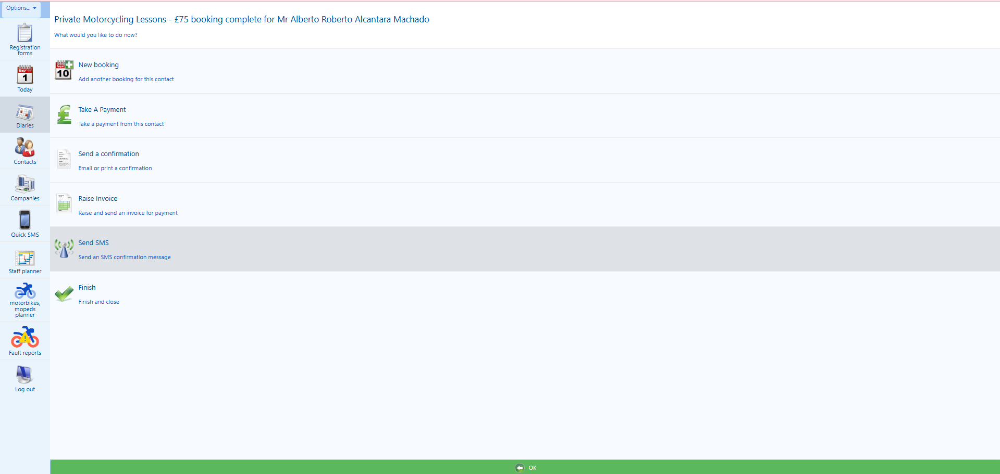 Options...
Registration
forms
Day
1
Today
Diaries
Contacts
Companies
Quick SMS
Staff planner
motorbikes,
mopeds
planner
Fault reports
Log out
Private Motorcycling Lessons - £75 booking complete for Mr Alberto Roberto Alcantara Machado
What would you like to do now?
Nov
10
New booking
Add another booking for this contact
£
Take A Payment
Take a payment from this contact
Send a confirmation
Email or print a confirmation
Raise Invoice
Raise and send an invoice for payment
Send SMS
Send an SMS confirmation message
Finish
Finish and close
OK